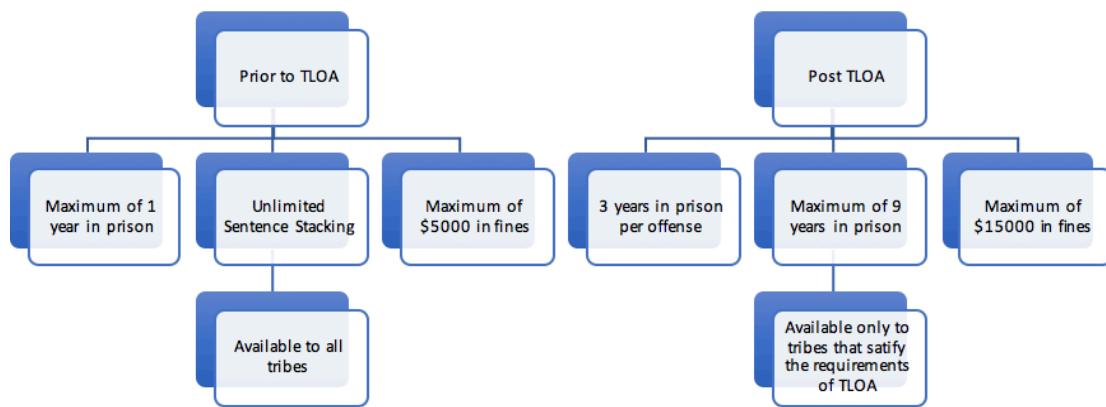 Prior to TLOA
Maximum of 1
year in prison
Unlimited
Sentence Stacking
Maximum of
$5000 in fines
Available to all
tribes
Post TLOA
3 years in prison
per offense
Maximum of 9
years in prison
Maximum of
$15000 in fines
Available only to
tribes that satify
the requirements
of TLOA